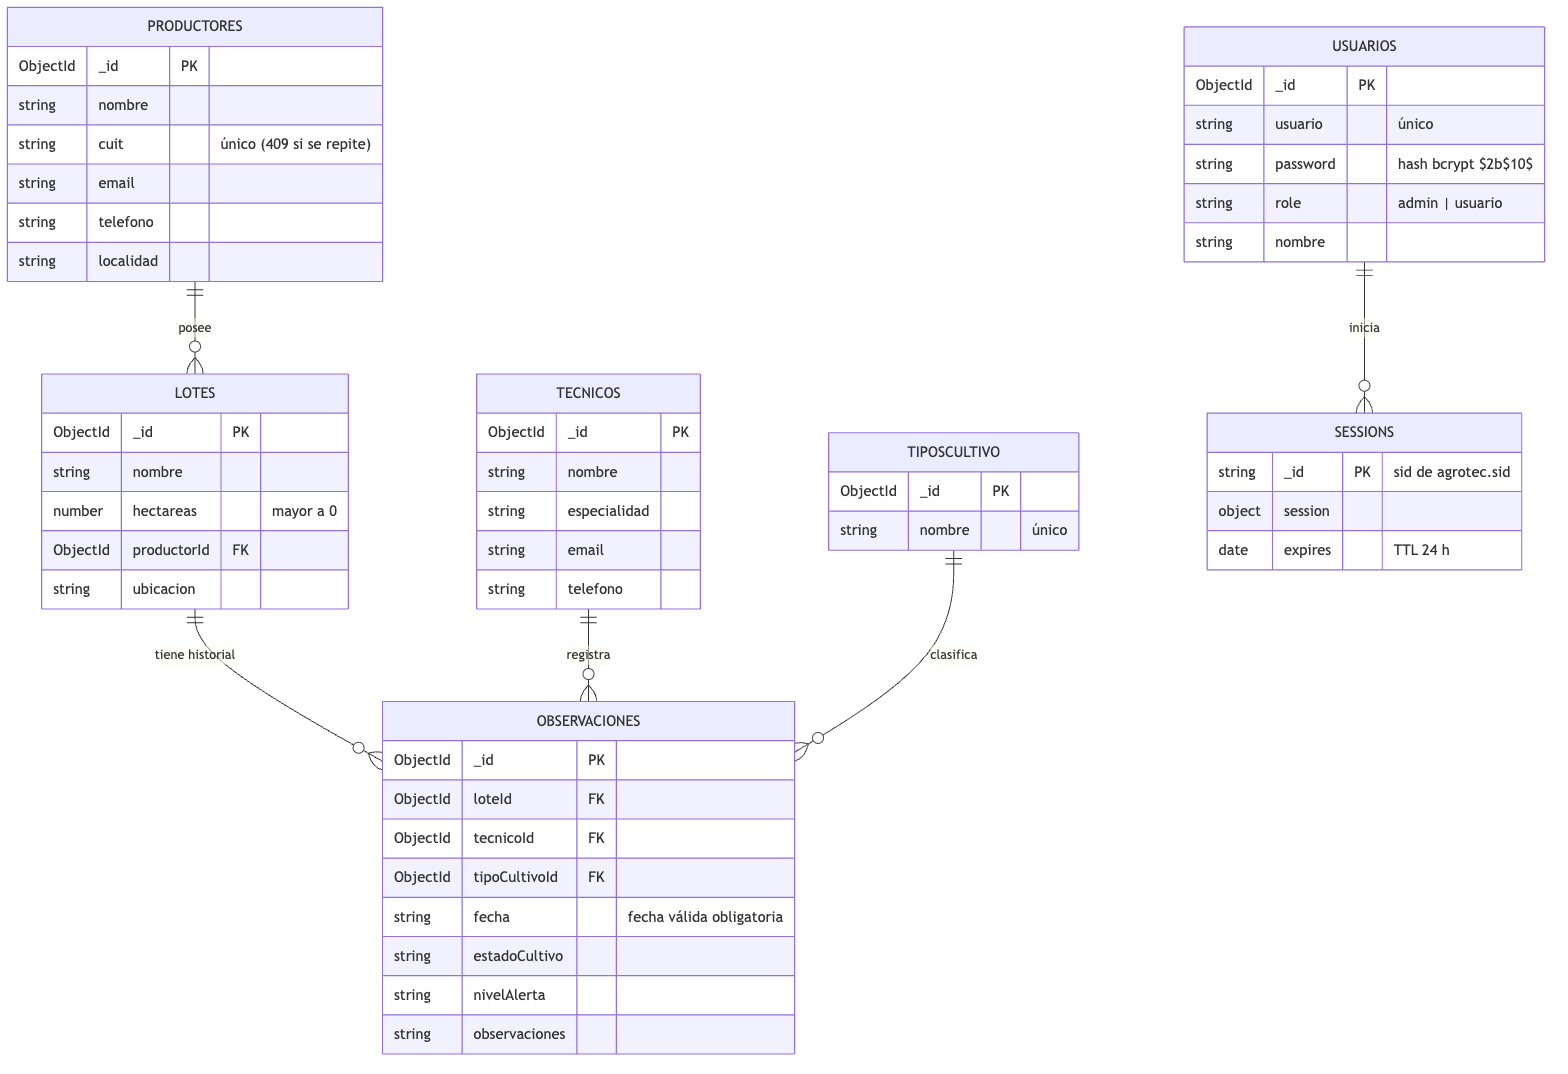 PRODUCTORES
ObjectId _id PK
string nombre
string cuit único (409 si se repite)
string email
string telefono
string localidad
posee
LOTES
ObjectId _id PK
string nombre
number hectareas mayor a 0
ObjectId productorId FK
string ubicacion
tiene historial
TECNICOS
ObjectId _id PK
string nombre
string especialidad
string email
string telefono
registra
TIPOSCULTIVO
ObjectId _id PK
string nombre único
clasifica
OBSERVACIONES
ObjectId _id PK
ObjectId loteId FK
ObjectId tecnicoId FK
ObjectId tipoCultivoId FK
string fecha fecha válida obligatoria
string estadoCultivo
string nivelAlerta
string observaciones
USUARIOS
ObjectId _id PK
string usuario único
string password hash bcrypt $2b$10$
string role admin | usuario
string nombre
inicia
SESSIONS
string _id PK sid de agrotec.sid
object session
date expires TTL 24 h